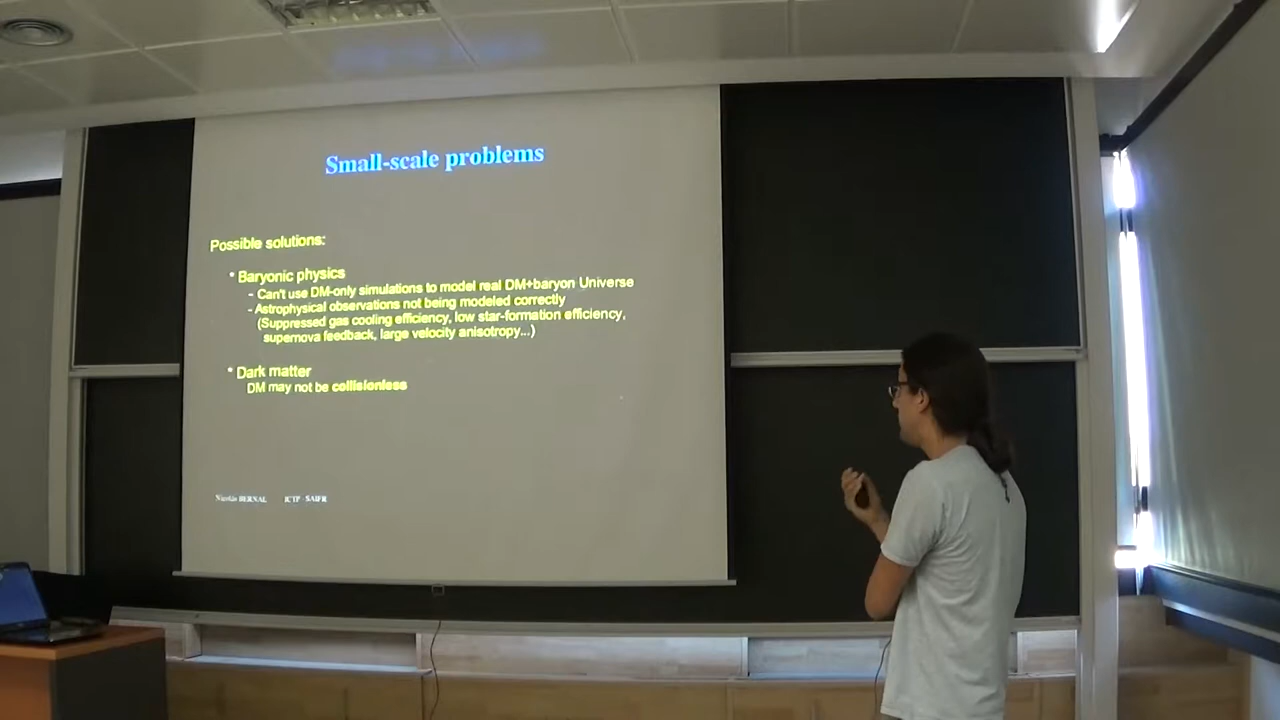 Small-scale problems
Possible solutions:
* Baryonic physics
- Can't use DM-only simulations to model real DM+baryon Universe
- Astrophysical observations not being modeled correctly
(Suppressed gas cooling efficiency, low star-formation efficiency,
supernova feedback, large velocity anisotropy...)
* Dark matter
DM may not be collisionless
Nicolás BERNAL ICTP - SAIFR